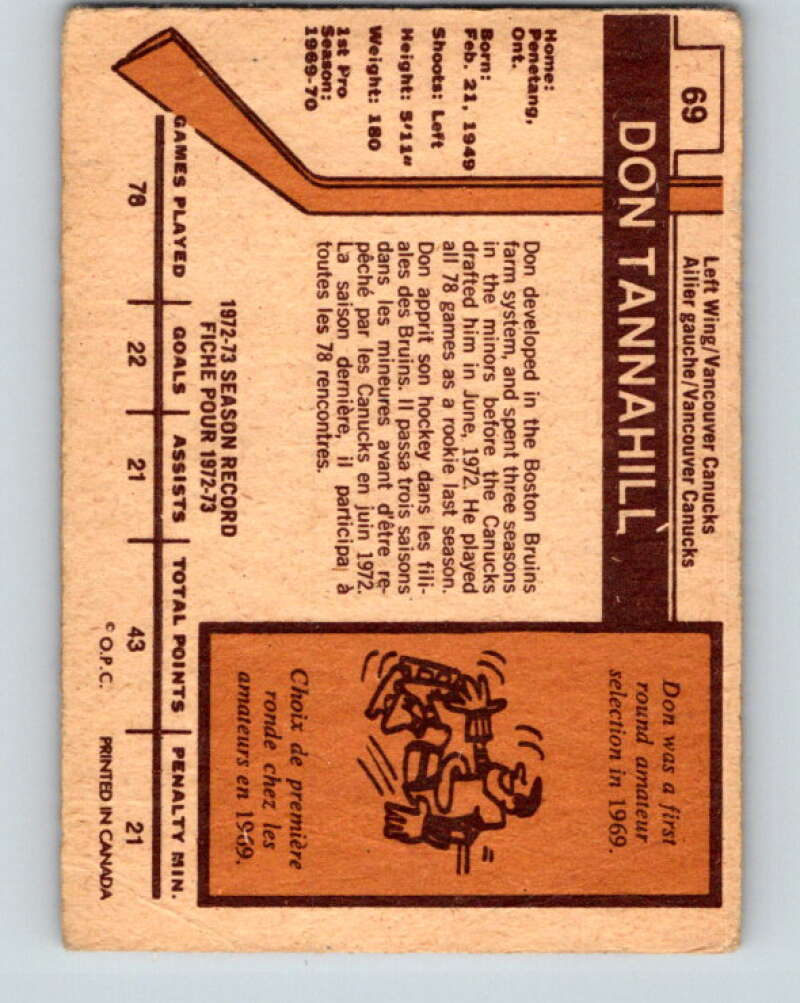 69
Left Wing/Vancouver Canucks
Ailier gauche/Vancouver Canucks
DON TANNAHILL
Home:
Penetang,
Ont.
Born:
Feb. 21, 1949
Shoots: Left
Height: 5'11"
Weight: 180
1st Pro
Season:
1969-70
Don developed in the Boston Bruins
farm system, and spent three seasons
in the minors before the Canucks
drafted him in June, 1972. He played
all 78 games as a rookie last season.
Don apprit son hockey dans les fili-
ales des Bruins. Il passa trois saisons
dans les mineures avant d'être re-
pêché par les Canucks en juin 1972.
La saison dernière, il participa à
toutes les 78 rencontres.
Don was a first
round amateur
selection in 1969.
Choix de première
ronde chez les
amateurs en 1969.
1972-73 SEASON RECORD
FICHE POUR 1972-73
GAMES PLAYED GOALS ASSISTS TOTAL POINTS PENALTY MIN.
78 22 21 43 21
© O.P.C. PRINTED IN CANADA